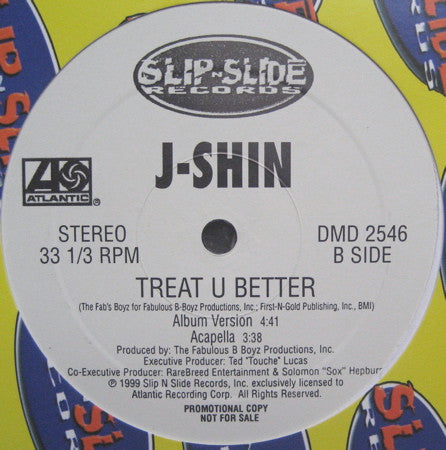 SLIP-N-SLIDE
RECORDS
J-SHIN
ATLANTIC®
STEREO
33 1/3 RPM
DMD 2546
B SIDE
TREAT U BETTER
(The Fab's Boyz for Fabulous B-Boyz Productions, Inc.; First-N-Gold Publishing, Inc., BMI)
Album Version 4:41
Acapella 3:38
Produced by: The Fabulous B Boyz Productions, Inc.
Executive Producer: Ted "Touche" Lucas
Co-Executive Producer: RareBreed Entertainment & Solomon "Sox" Hepburn
℗ 1999 Slip N Slide Records, Inc. exclusively licensed to
Atlantic Recording Corp. All Rights Reserved.
PROMOTIONAL COPY
NOT FOR SALE